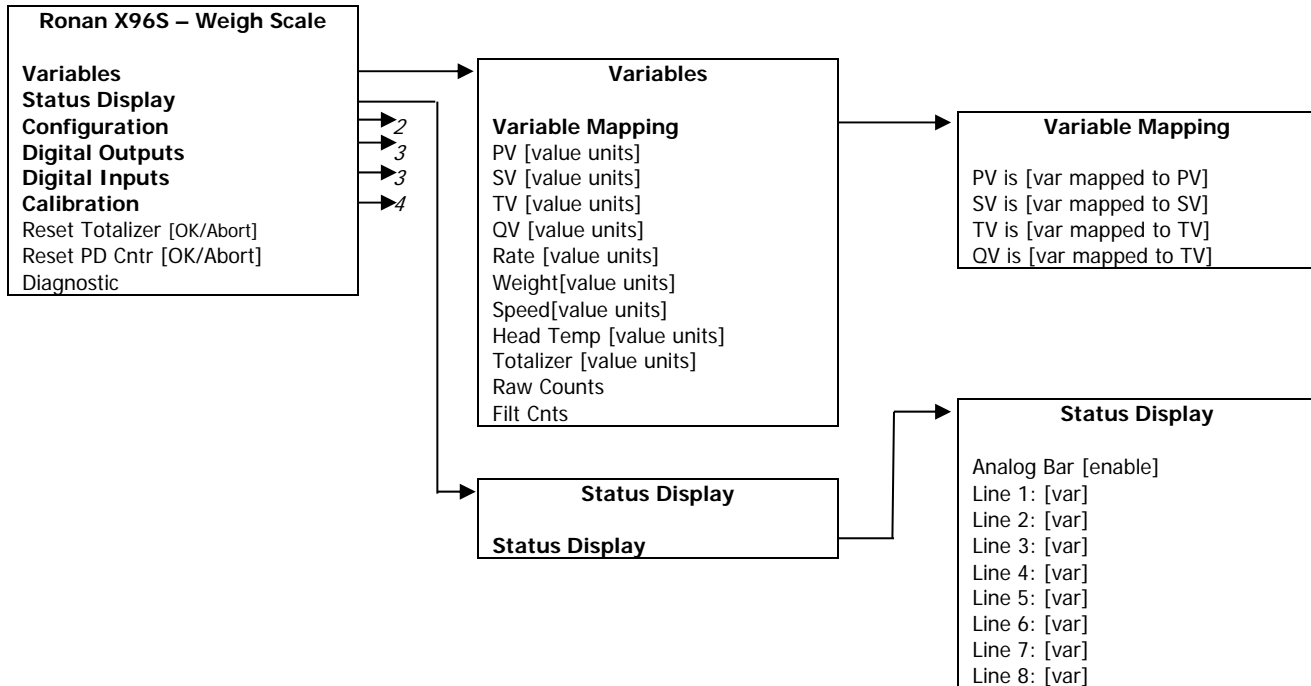 Ronan X96S – Weigh Scale
Variables
Status Display
Configuration
Digital Outputs
Digital Inputs
Calibration
Reset Totalizer [OK/Abort]
Reset PD Cntr [OK/Abort]
Diagnostic
2
3
3
4
Variables
Variable Mapping
PV [value units]
SV [value units]
TV [value units]
QV [value units]
Rate [value units]
Weight[value units]
Speed[value units]
Head Temp [value units]
Totalizer [value units]
Raw Counts
Filt Cnts
Variable Mapping
PV is [var mapped to PV]
SV is [var mapped to SV]
TV is [var mapped to TV]
QV is [var mapped to TV]
Status Display
Status Display
Status Display
Analog Bar [enable]
Line 1: [var]
Line 2: [var]
Line 3: [var]
Line 4: [var]
Line 5: [var]
Line 6: [var]
Line 7: [var]
Line 8: [var]